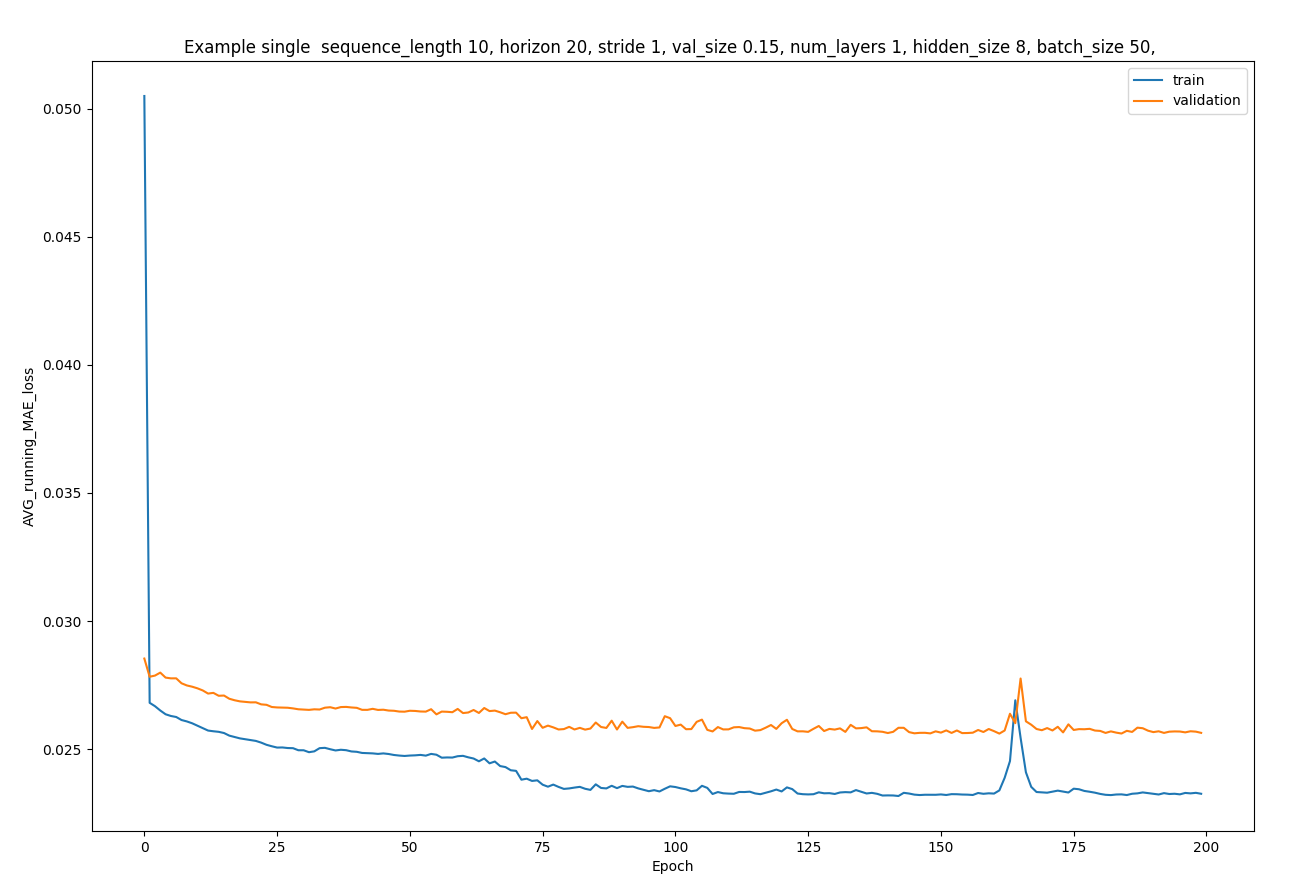 Example single  sequence_length 10, horizon 20, stride 1, val_size 0.15, num_layers 1, hidden_size 8, batch_size 50,
train
validation
0.050
0.045
0.040
0.035
0.030
0.025
AVG_running_MAE_loss
0 25 50 75 100 125 150 175 200
Epoch